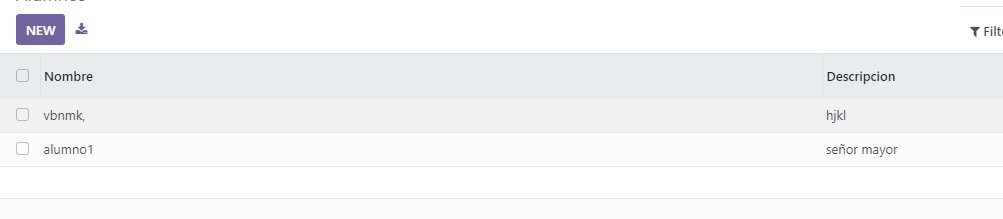 NEW
Nombre Descripcion
vbnmk, hjkl
alumno1 señor mayor